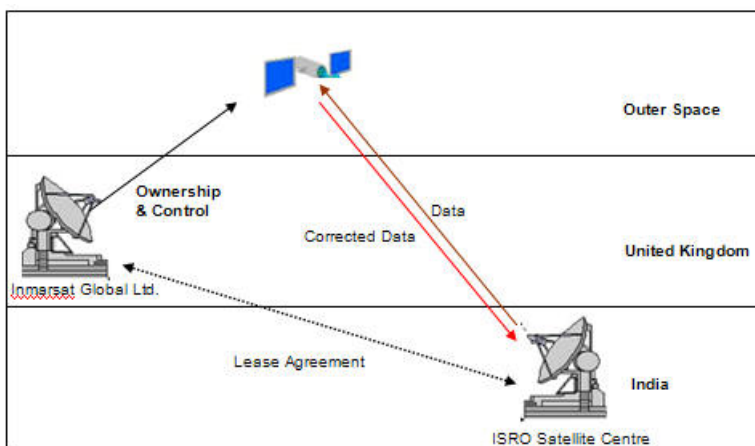 Outer Space
Ownership
& Control
Data
Corrected Data
United Kingdom
Inmarsat Global Ltd.
Lease Agreement
India
ISRO Satellite Centre